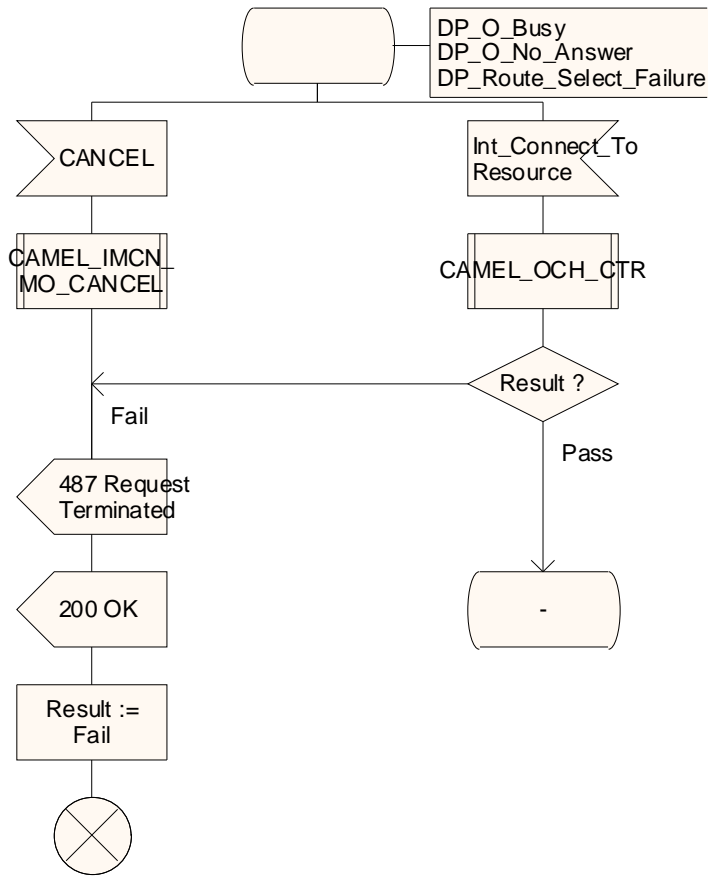 DP_O_Busy
DP_O_No_Answer
DP_Route_Select_Failure
CANCEL
Int_Connect_To
Resource
CAMEL_IMCN_
MO_CANCEL
CAMEL_OCH_CTR
Result ?
Fail
Pass
487 Request
Terminated
200 OK
-
Result :=
Fail